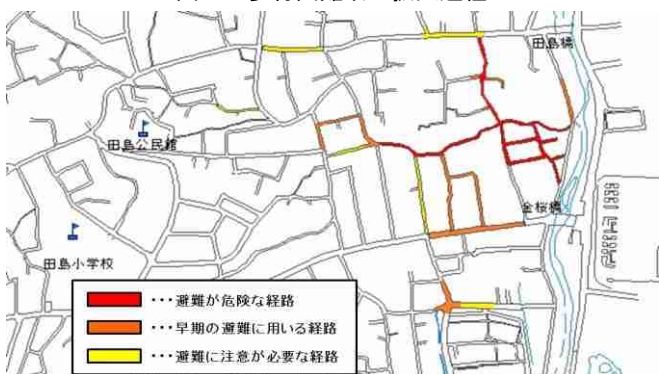 田島橋
田島公民館
金桜橋
田島小学校
・・・避難が危険な経路
・・・早期の避難に用いる経路
・・・避難に注意が必要な経路